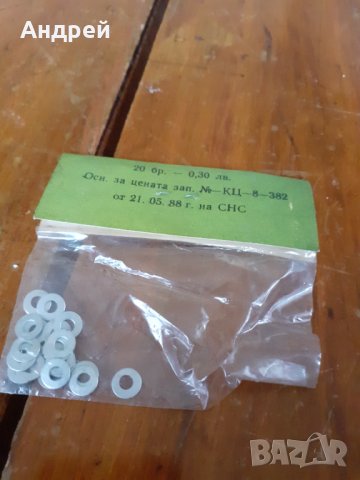 Андрей
20 бр. — 0,30 лв.
Осн. за цената зап. №—КЦ—8—382
от 21. 05. 88 г. на СНС
BAZAR